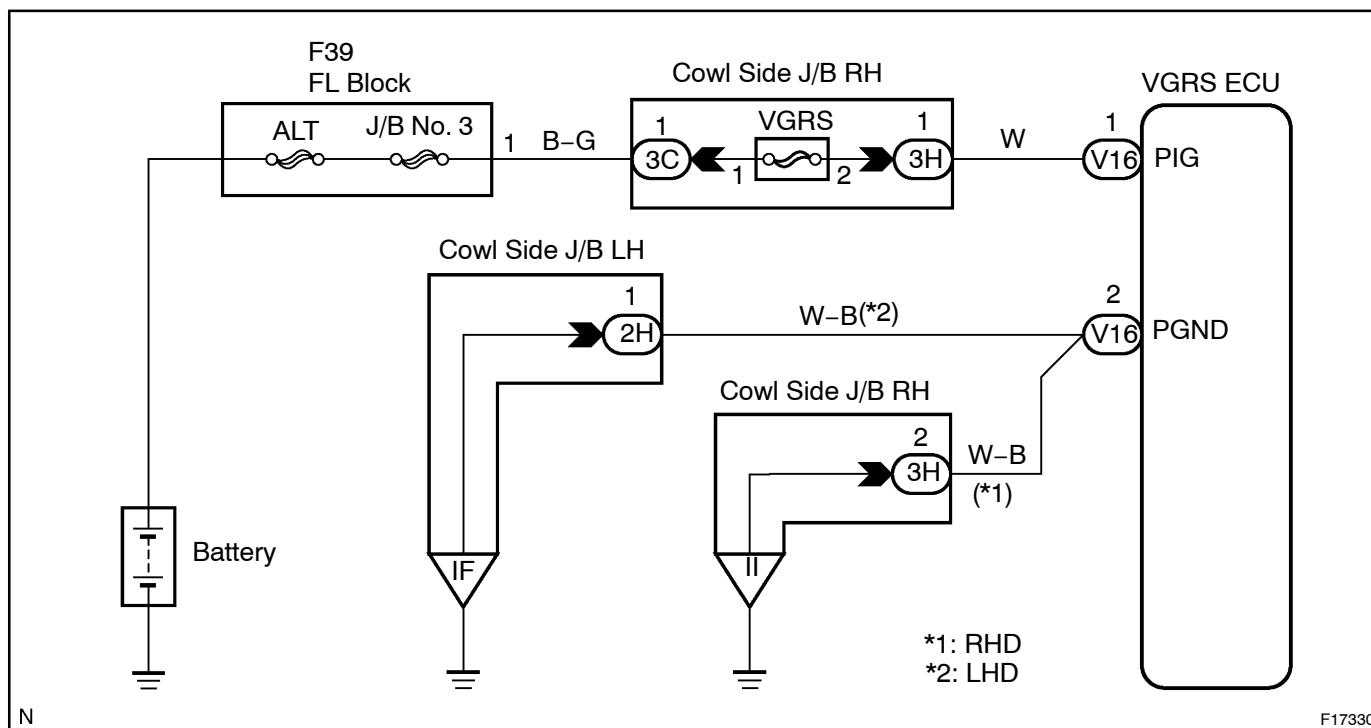 F39
FL Block
Cowl Side J/B RH
VGRS ECU
ALT
J/B No. 3
1
B–G
1
3C
1
VGRS
2
1
3H
W
1
V16
PIG
Cowl Side J/B LH
1
2H
W–B(*2)
2
V16
PGND
Cowl Side J/B RH
2
3H
W–B
(*1)
Battery
IF
II
*1: RHD
*2: LHD
N
F17330